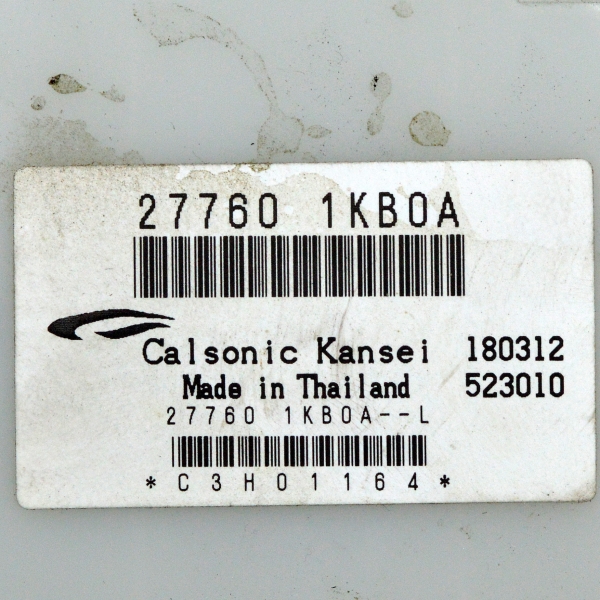 27760 1KB0A
Calsonic Kansei 180312
Made in Thailand 523010
27760 1KB0A--L
*C3H01164*